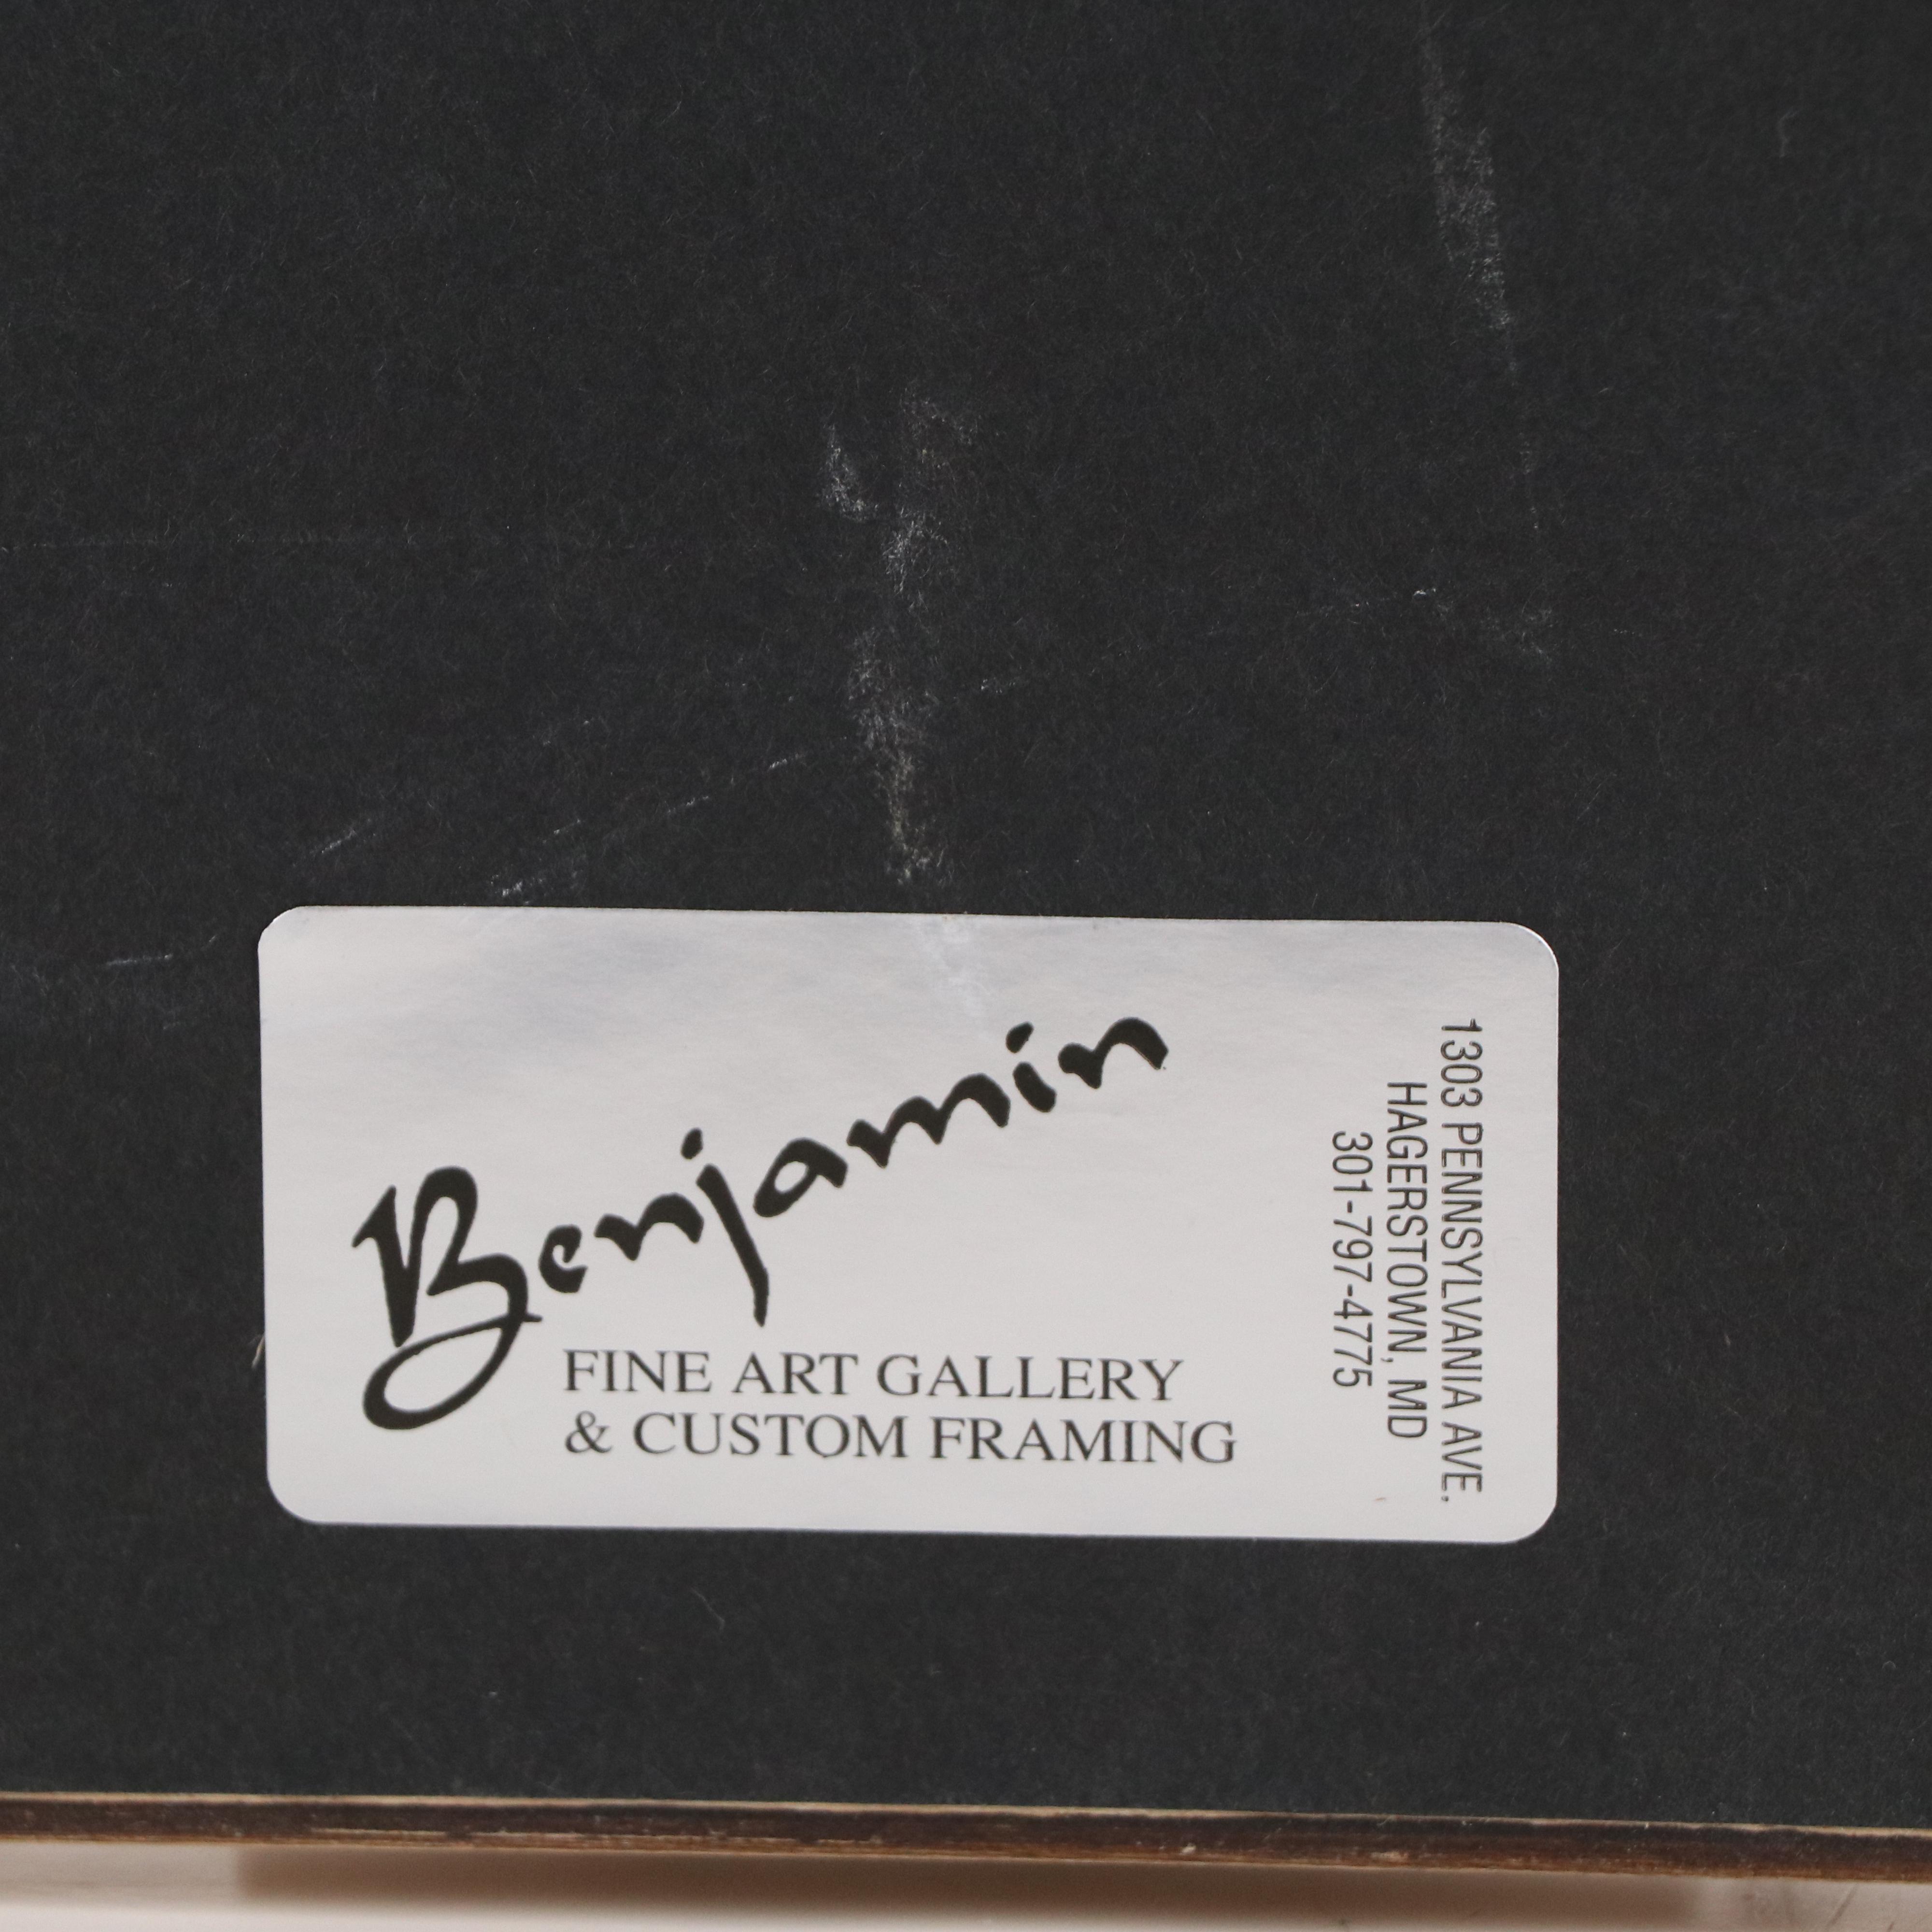 Benjamin
FINE ART GALLERY
& CUSTOM FRAMING
1303 PENNSYLVANIA AVE.
HAGERSTOWN, MD
301-797-4775